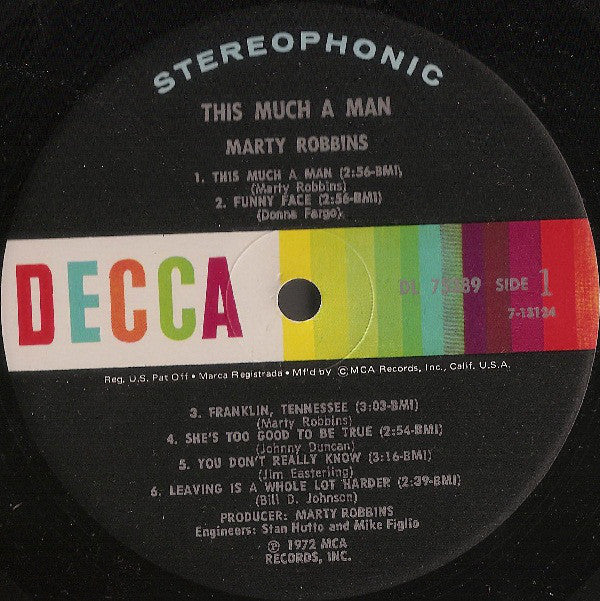 STEREOPHONIC
THIS MUCH A MAN
MARTY ROBBINS
1. THIS MUCH A MAN (2:56-BMI)
(Marty Robbins)
2. FUNNY FACE (2:56-BMI)
(Donna Fargo)
DECCA
DL SIDE 1
7-13124
Reg. U.S. Pat Off • Marca Registrada • Mf'd by ⓒ MCA Records, Inc., Calif. U.S.A.
3. FRANKLIN, TENNESSEE (3:03-BMI)
(Marty Robbins)
4. SHE'S TOO GOOD TO BE TRUE (2:54-BMI)
(Johnny Duncan)
5. YOU DON'T REALLY KNOW (3:16-BMI)
(Jim Easterling)
6. LEAVING IS A WHOLE LOT HARDER (2:39-BMI)
(Bill D. Johnson)
PRODUCER: MARTY ROBBINS
Engineers: Stan Hutto and Mike Figlio
℗ 1972 MCA
RECORDS, INC.